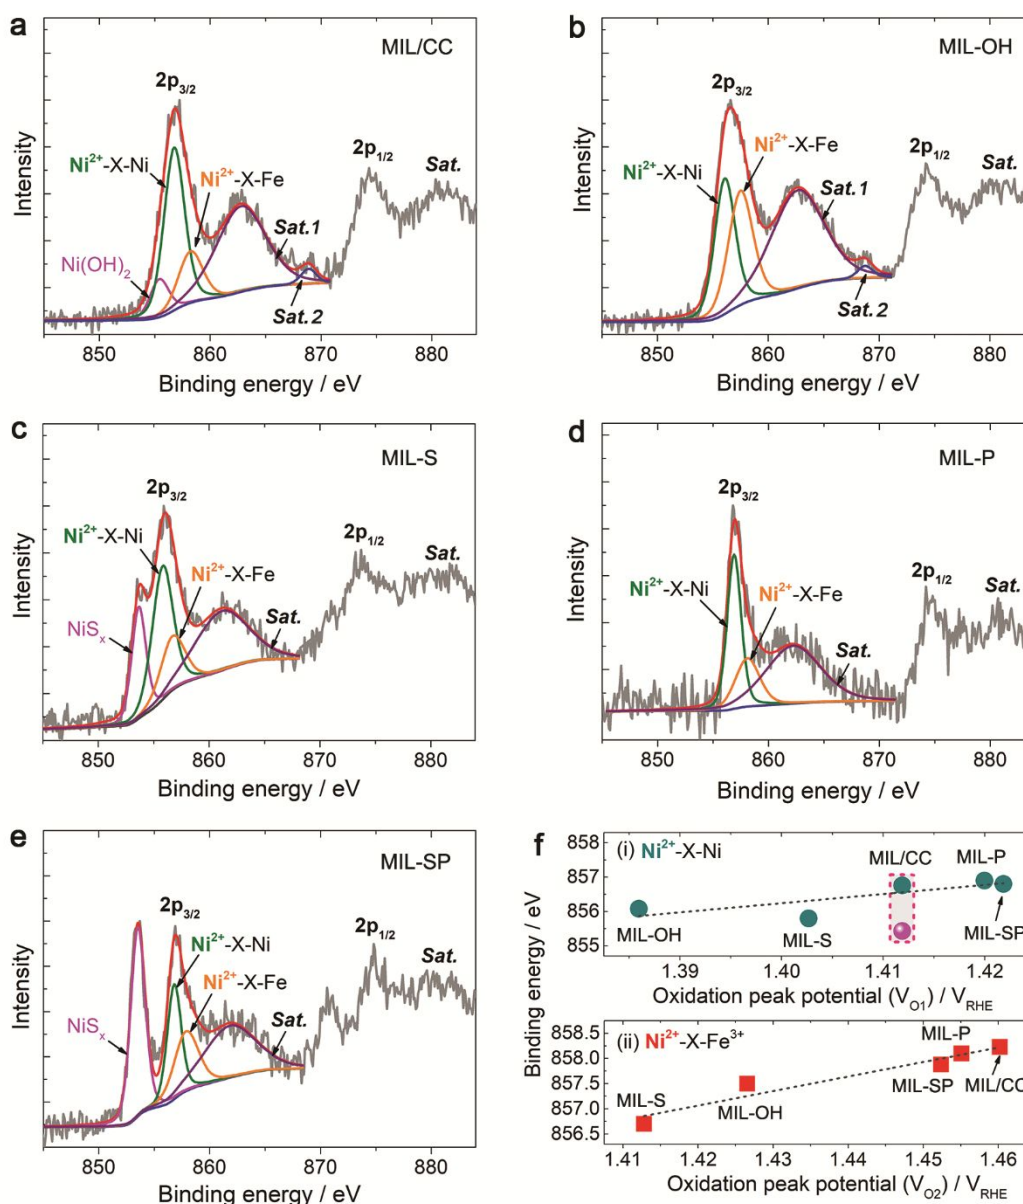 a
MIL/CC
2p3/2
Ni2+-X-Ni
Ni2+-X-Fe
Ni(OH)2
Sat.1
Sat.2
2p1/2
Sat.
Intensity
850 860 870 880
Binding energy / eV
b
MIL-OH
2p3/2
Ni2+-X-Fe
Ni2+-X-Ni
Sat.1
Sat.2
2p1/2
Sat.
Intensity
850 860 870 880
Binding energy / eV
c
MIL-S
2p3/2
Ni2+-X-Ni
Ni2+-X-Fe
NiSx
Sat.
2p1/2
Sat.
Intensity
850 860 870 880
Binding energy / eV
d
MIL-P
2p3/2
Ni2+-X-Ni
Ni2+-X-Fe
Sat.
2p1/2
Sat.
Intensity
850 860 870 880
Binding energy / eV
e
MIL-SP
2p3/2
Ni2+-X-Ni
Ni2+-X-Fe
NiSx
Sat.
2p1/2
Sat.
Intensity
850 860 870 880
Binding energy / eV
f
(i) Ni2+-X-Ni
858
857
856
855
MIL/CC
MIL-P
MIL-OH
MIL-S
MIL-SP
1.39 1.40 1.41 1.42
Oxidation peak potential (VO1) / VRHE
Binding energy / eV
(ii) Ni2+-X-Fe3+
858.5
858.0
857.5
857.0
856.5
MIL-P
MIL-S
MIL-OH
MIL-SP
MIL/CC
1.41 1.42 1.43 1.44 1.45 1.46
Oxidation peak potential (VO2) / VRHE